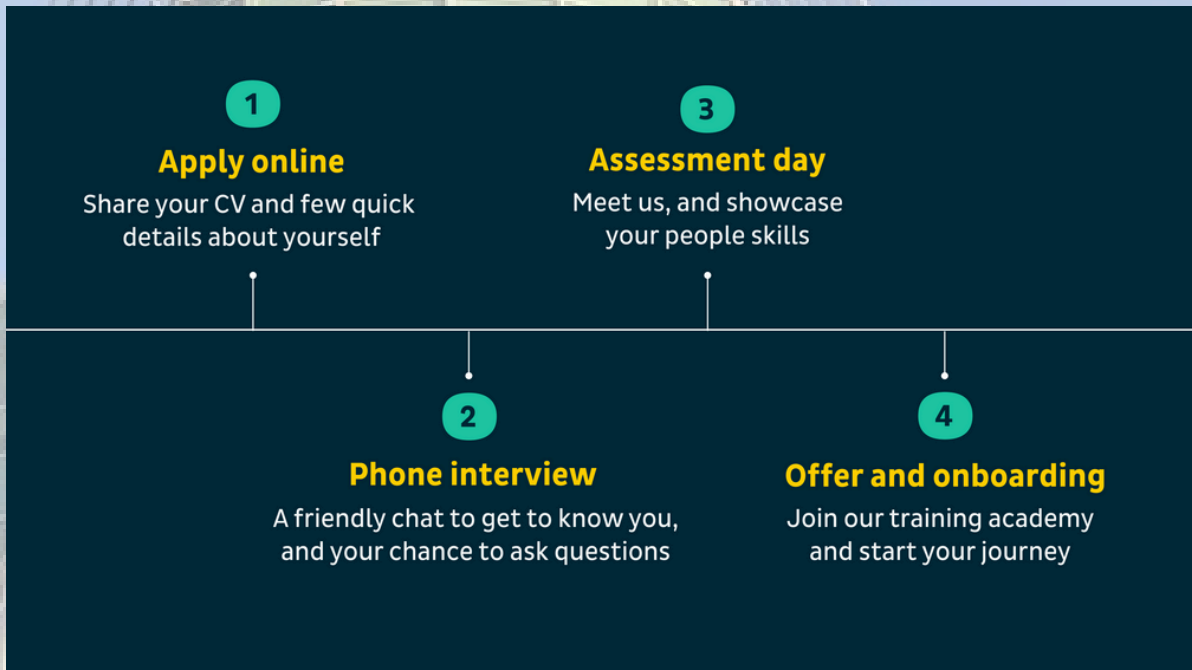 1
Apply online
Share your CV and few quick
details about yourself
2
Phone interview
A friendly chat to get to know you,
and your chance to ask questions
3
Assessment day
Meet us, and showcase
your people skills
4
Offer and onboarding
Join our training academy
and start your journey